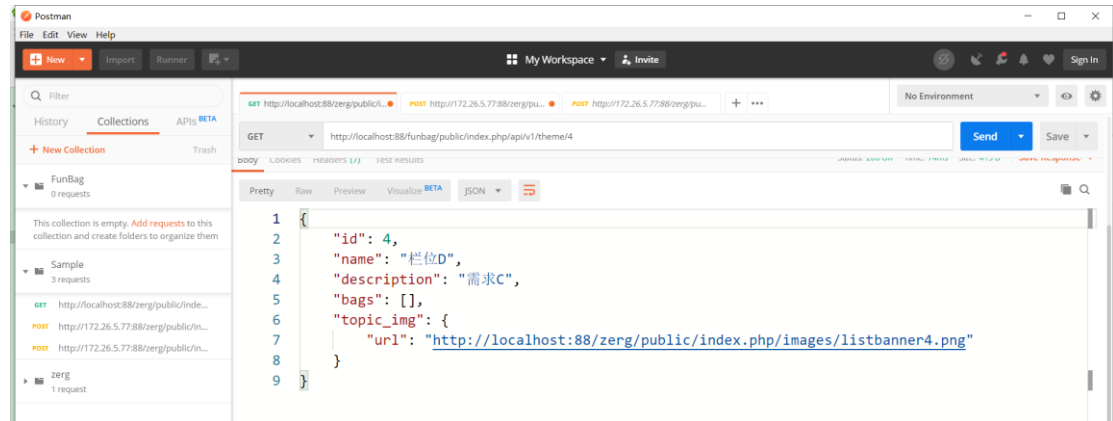 Postman
File Edit View Help
New Import Runner My Workspace Invite Sign In
Filter
GET http://localhost:88/zerg/public/i... POST http://172.26.5.77:88/zerg/pu... POST http://172.26.5.77:88/zerg/pu... No Environment
History Collections APIs BETA
GET http://localhost:88/funbag/public/index.php/api/v1/theme/4 Send Save
+ New Collection Trash
Body Cookies Headers (7) Test Results Status: 200 OK Time: 14ms Save Response
FunBag
0 requests
Pretty Raw Preview Visualize BETA JSON
This collection is empty. Add requests to this
collection and create folders to organize them
Sample
3 requests
GET http://localhost:88/zerg/public/inde...
POST http://172.26.5.77:88/zerg/public/in...
POST http://172.26.5.77:88/zerg/public/in...
zerg
1 request
1 {
2 "id": 4,
3 "name": "栏位D",
4 "description": "需求C",
5 "bags": [],
6 "topic_img": {
7 "url": "http://localhost:88/zerg/public/index.php/images/listbanner4.png"
8 }
9 }